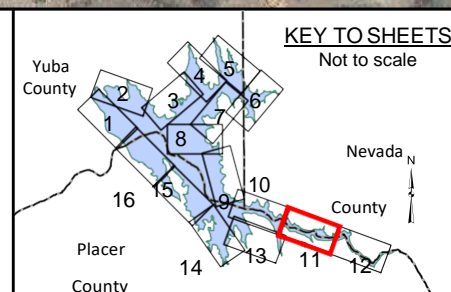 KEY TO SHEETS
Not to scale
Yuba
County
5
4
2
6
3
1
7
8
Nevada
N
15
16
10
9
County
Placer
13
11
12
14
County